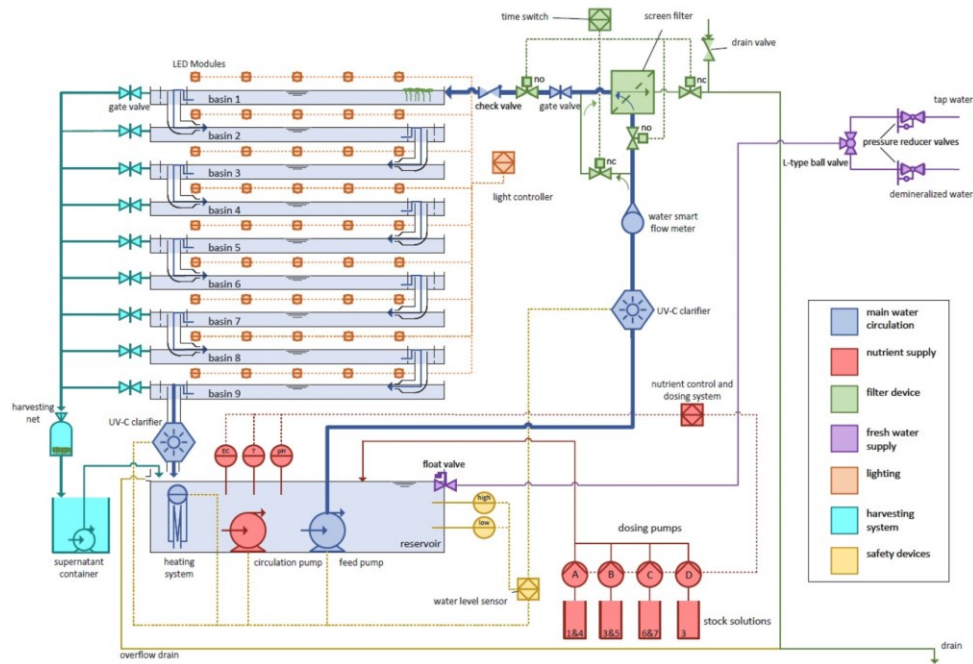 time switch
screen filter
drain valve
LED Modules
no
nc
tap water
gate valve
basin 1
check valve
gate valve
basin 2
no
pressure reducer valves
L-type ball valve
nc
basin 3
light controller
demineralized water
basin 4
water smart
flow meter
basin 5
basin 6
UV-C clarifier
main water
circulation
basin 7
nutrient supply
basin 8
nutrient control and
dosing system
filter device
basin 9
harvesting
net
UV-C clarifier
fresh water
supply
EC
T
pH
float valve
lighting
high
low
harvesting
system
dosing pumps
reservoir
safety devices
supernatant
container
heating
system
circulation pump
feed pump
A
B
C
D
water level sensor
stock solutions
1&4
3&5
6&7
3
overflow drain
drain